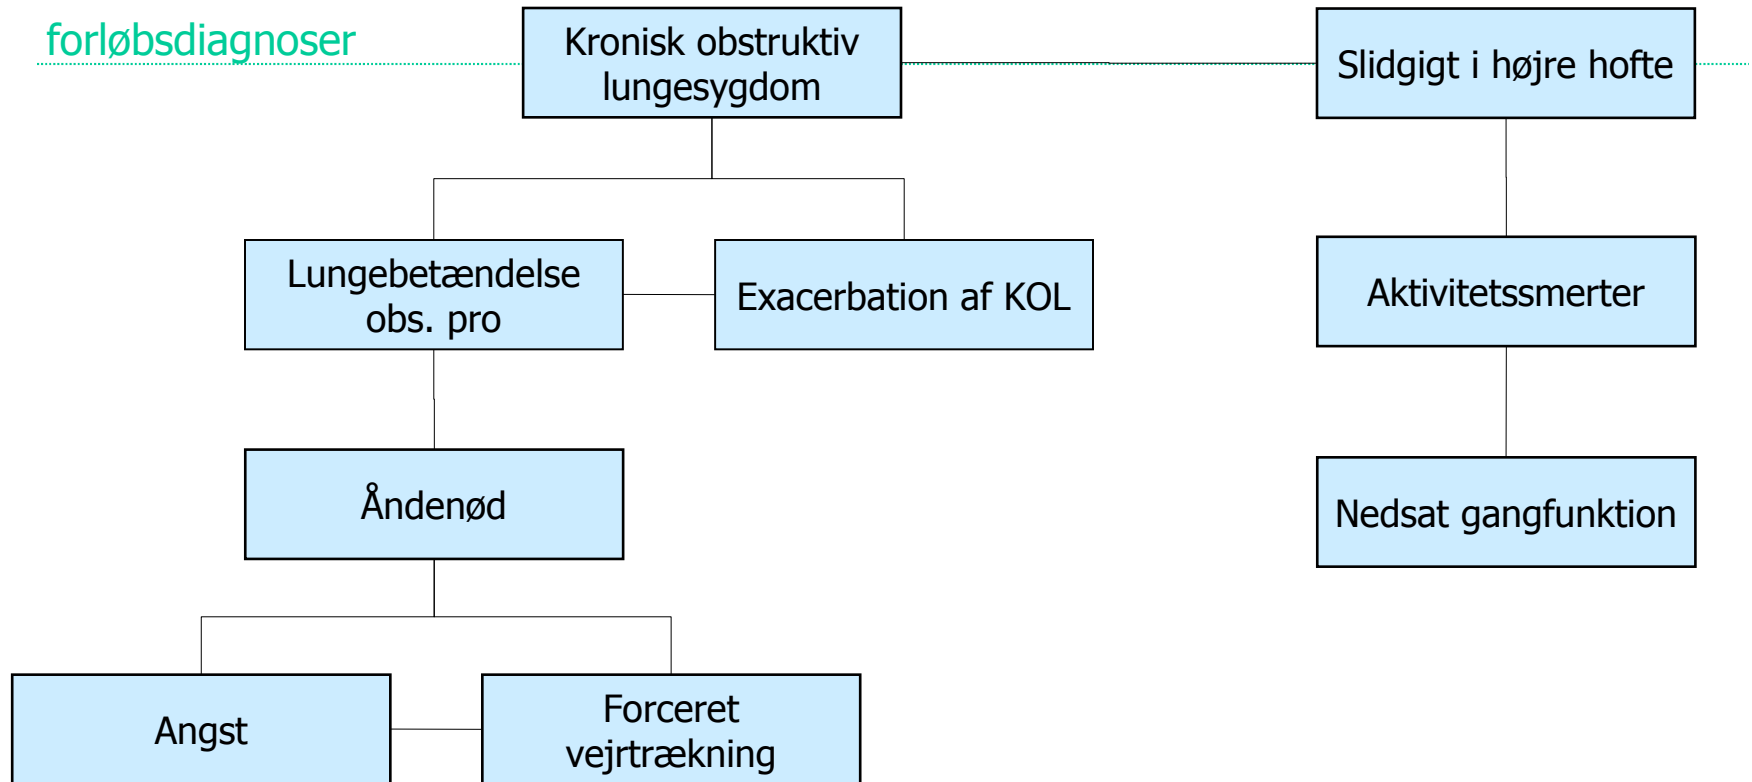 forløbsdiagnoser
Kronisk obstruktiv
lungesygdom
Slidgigt i højre hofte
Lungebetændelse
obs. pro
Exacerbation af KOL
Aktivitetssmerter
Åndenød
Nedsat gangfunktion
Angst
Forceret
vejrtrækning